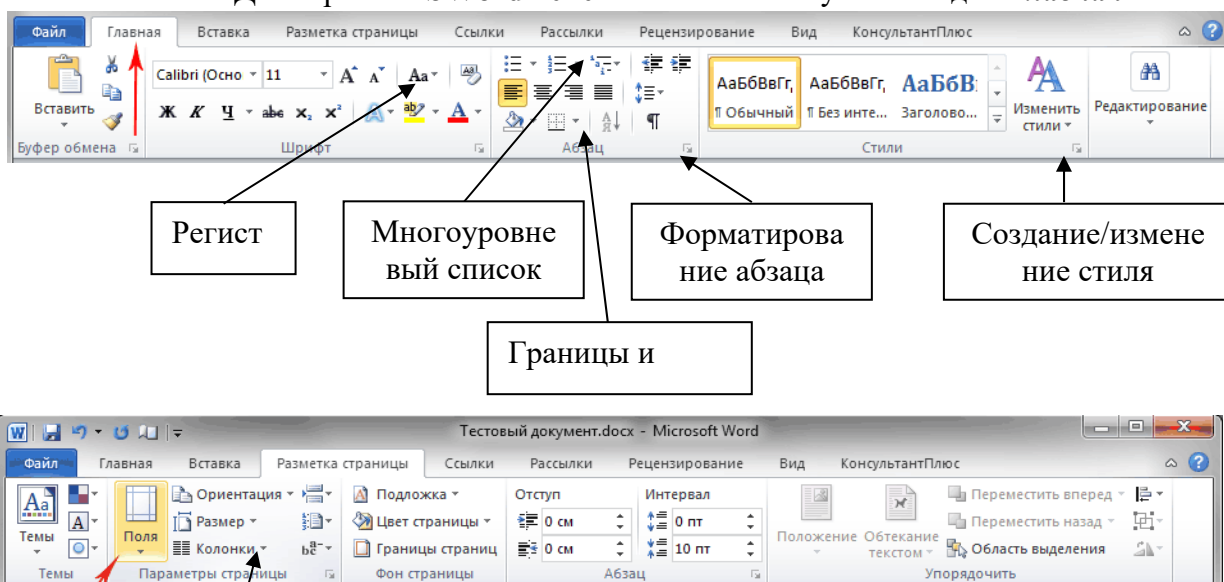 Файл Главная Вставка Разметка страницы Ссылки Рассылки Рецензирование Вид КонсультантПлюс
Calibri (Осно 11 Аа АаБбВвГг, АаБбВвГг, АаБбВ
Вставить Ж К Ч abc x₂ x² ab A ¶ Обычный ¶ Без инте... Заголово... Изменить стили Редактирование
Буфер обмена Шрифт Абзац Стили
Регист
Многоуровне
вый список
Форматирова
ние абзаца
Создание/измене
ние стиля
Границы и
Тестовый документ.docx - Microsoft Word
Файл Главная Вставка Разметка страницы Ссылки Рассылки Рецензирование Вид КонсультантПлюс
Аа Ориентация Подложка Отступ Интервал Переместить вперед
Темы Поля Размер Цвет страницы 0 см 0 пт Положение Обтекание текстом Переместить назад
Колонки Границы страниц 0 см 10 пт Область выделения
Темы Параметры страницы Фон страницы Абзац Упорядочить